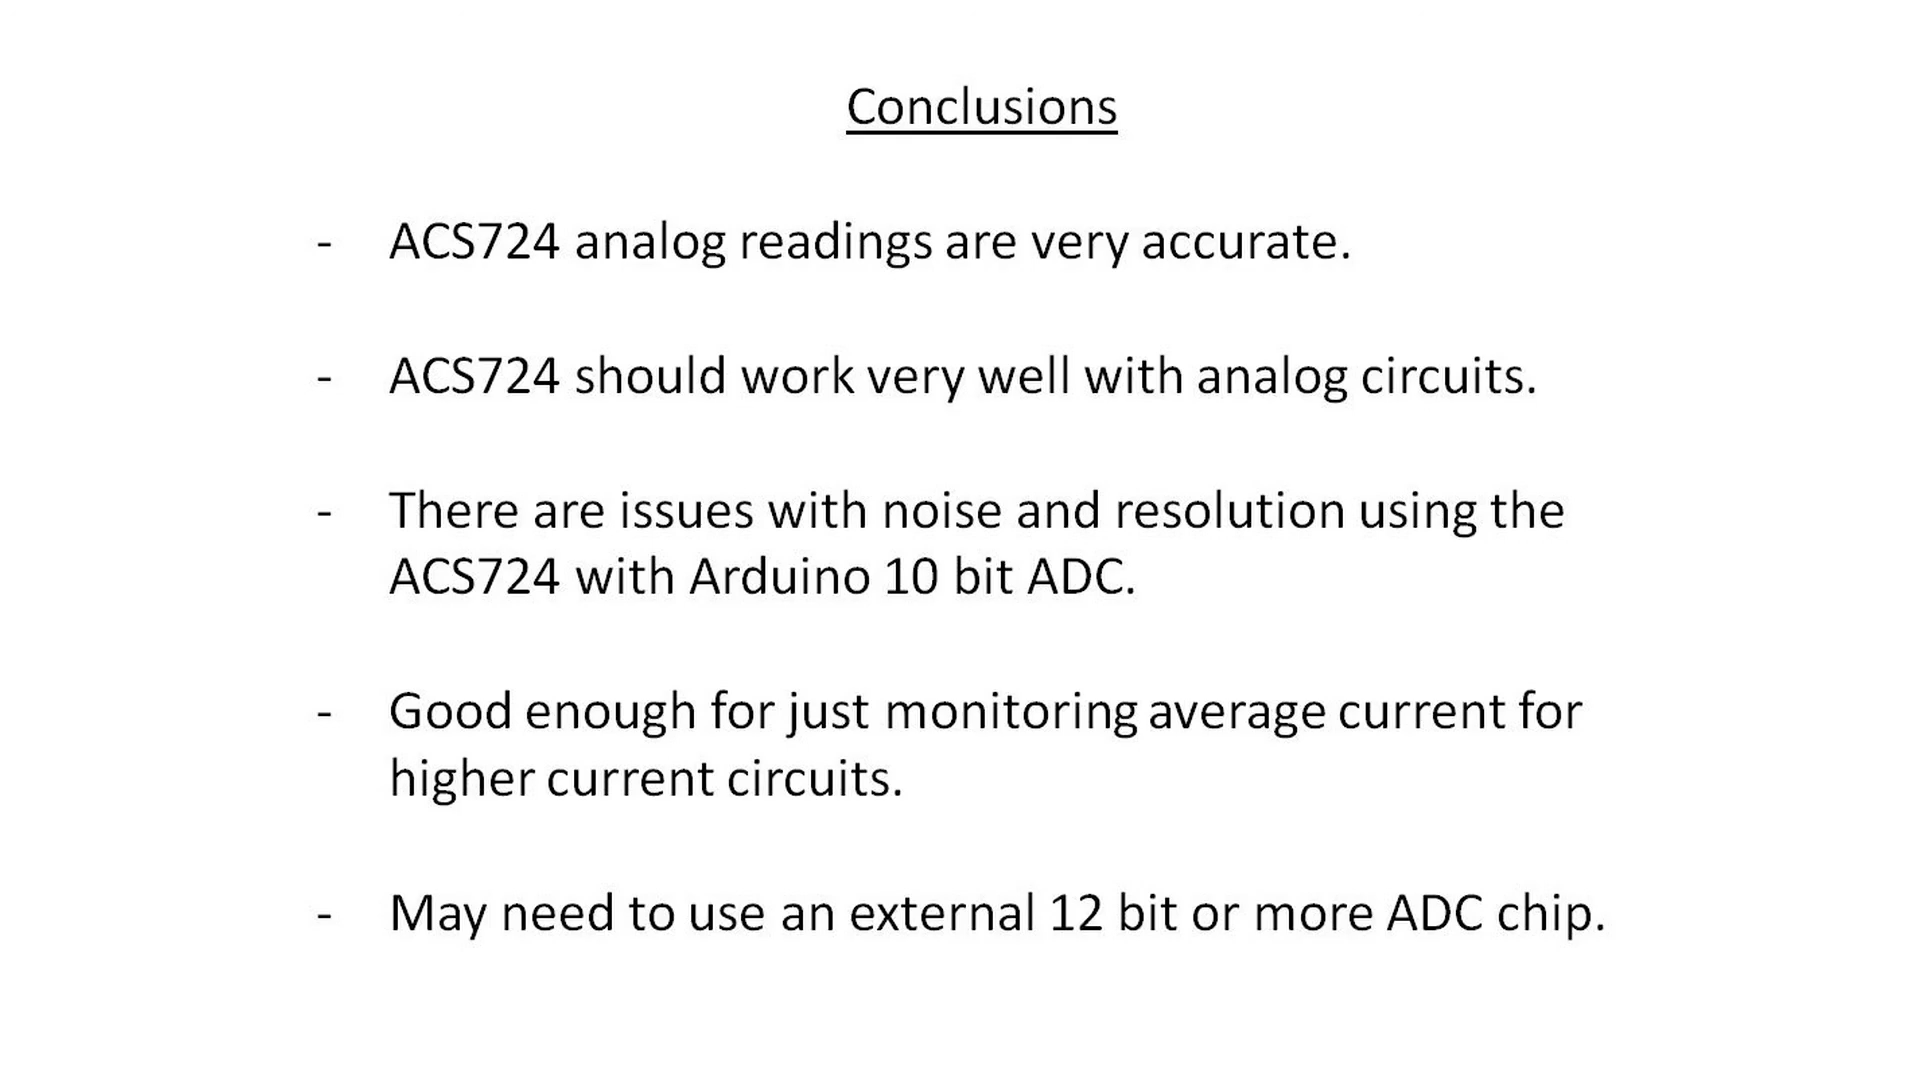 Conclusions
- ACS724 analog readings are very accurate.
- ACS724 should work very well with analog circuits.
- There are issues with noise and resolution using the
ACS724 with Arduino 10 bit ADC.
- Good enough for just monitoring average current for
higher current circuits.
- May need to use an external 12 bit or more ADC chip.